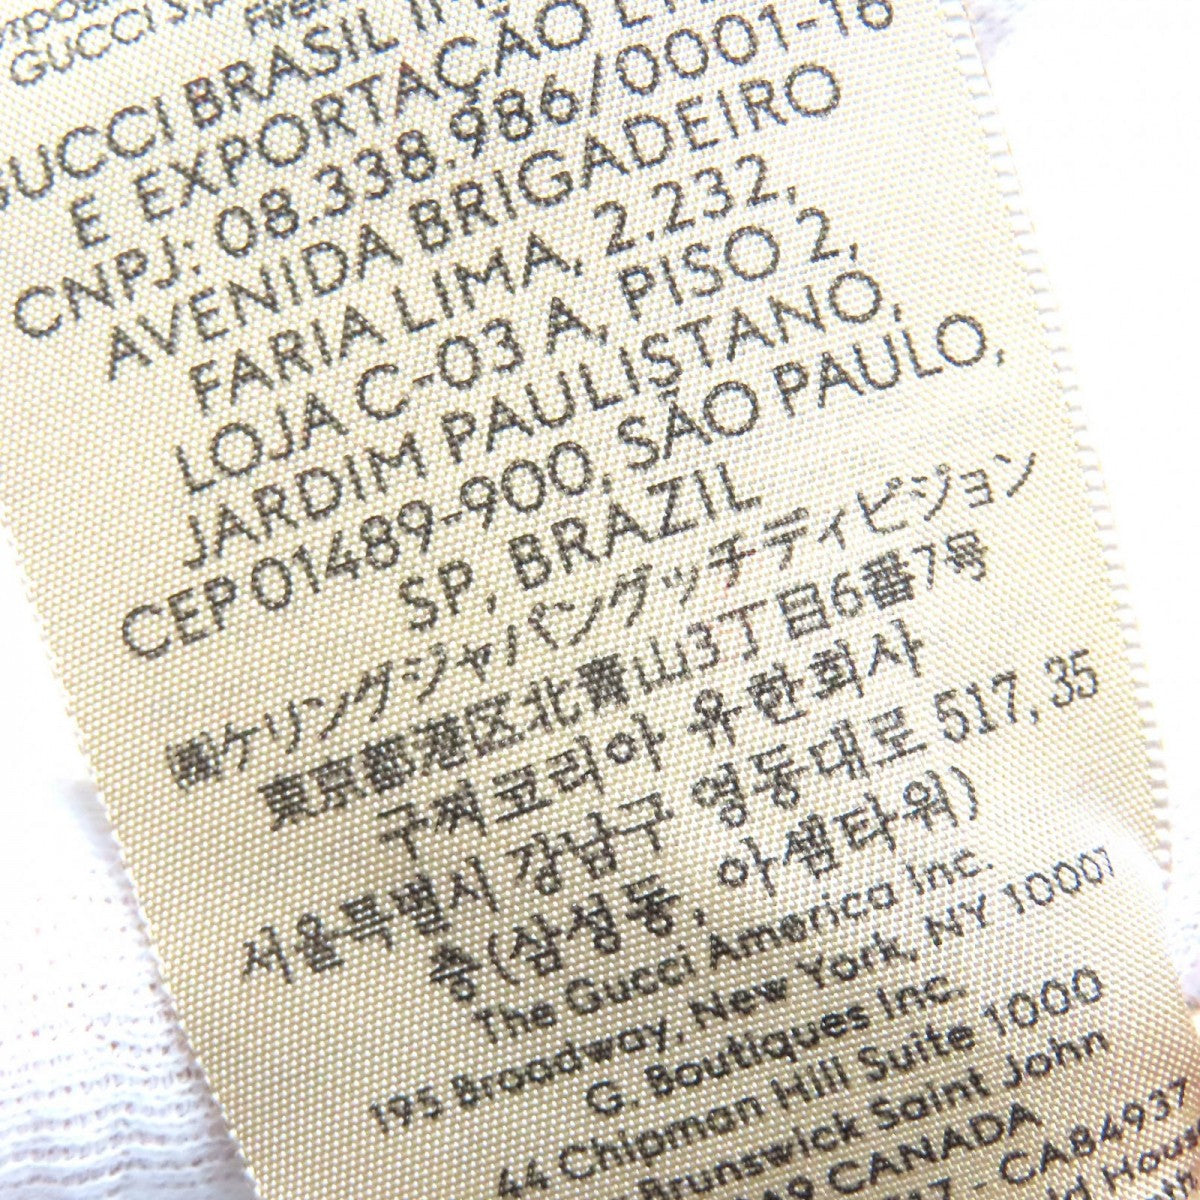 GUCCI S.P.
GUCCI BRASIL
E EXPORTAÇÃO
CNPJ: 08.338.986/0001-16
AVENIDA BRIGADEIRO
FARIA LIMA, 2.232,
LOJA C-03 A, PISO 2,
JARDIM PAULISTANO,
CEP 01489-900, SÃO PAULO,
SP, BRAZIL
㈱ケリングジャパングッチディビジョン
東京都港区北青山3丁目6番7号
구찌코리아 유한회사
서울특별시 강남구 영동대로 517, 35
층(삼성동, 아셈타워)
The Gucci America Inc.
195 Broadway, New York, NY 10007
G. Boutiques Inc.
44 Chipman Hill Suite 1000
Brunswick Saint John
CANADA
- CA84937